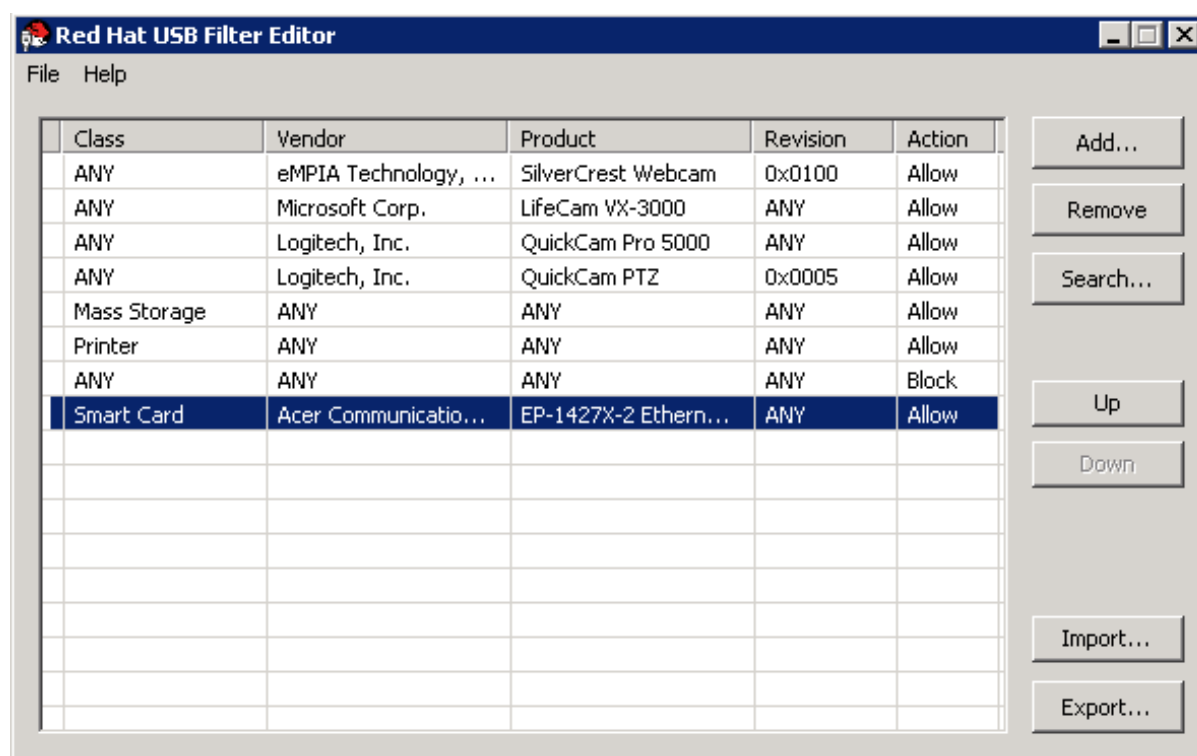 Red Hat USB Filter Editor
File Help
Class Vendor Product Revision Action
ANY eMPIA Technology, ... SilverCrest Webcam 0x0100 Allow
ANY Microsoft Corp. LifeCam VX-3000 ANY Allow
ANY Logitech, Inc. QuickCam Pro 5000 ANY Allow
ANY Logitech, Inc. QuickCam PTZ 0x0005 Allow
Mass Storage ANY ANY ANY Allow
Printer ANY ANY ANY Allow
ANY ANY ANY ANY Block
Smart Card Acer Communicatio... EP-1427X-2 Ethern... ANY Allow
Add...
Remove
Search...
Up
Down
Import...
Export...